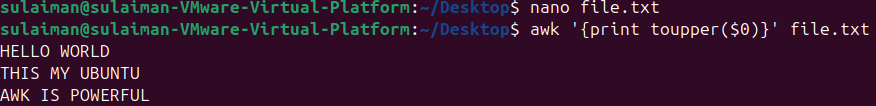 sulaiman@sulaiman-VMware-Virtual-Platform:~/Desktop$ nano file.txt
sulaiman@sulaiman-VMware-Virtual-Platform:~/Desktop$ awk '{print toupper($0)}' file.txt
HELLO WORLD
THIS MY UBUNTU
AWK IS POWERFUL